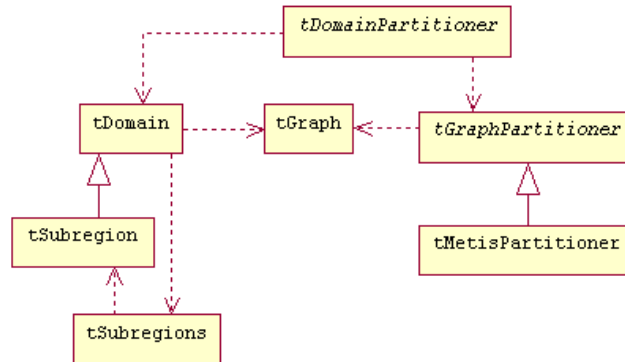 tDomainPartitioner
tDomain
tGraph
tGraphPartitioner
tSubregion
tMetisPartitioner
tSubregions